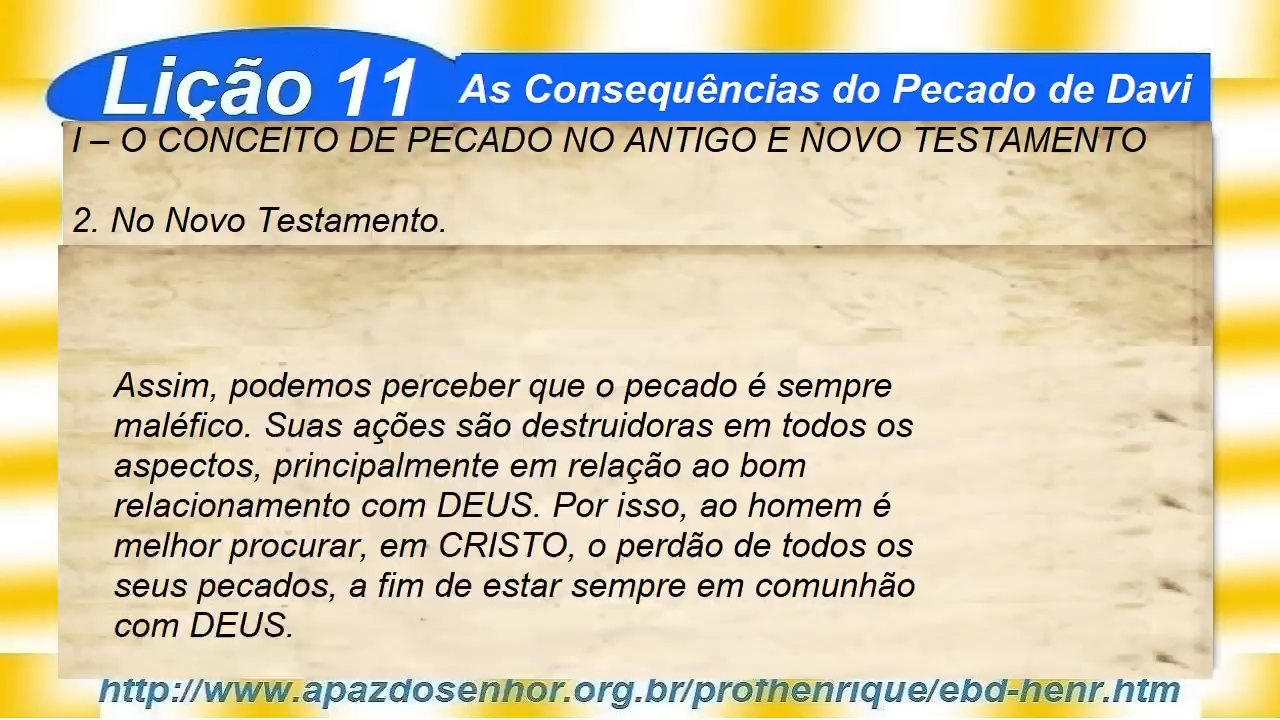 Lição 11 As Consequências do Pecado de Davi
I – O CONCEITO DE PECADO NO ANTIGO E NOVO TESTAMENTO
2. No Novo Testamento.
Assim, podemos perceber que o pecado é sempre
maléfico. Suas ações são destruidoras em todos os
aspectos, principalmente em relação ao bom
relacionamento com DEUS. Por isso, ao homem é
melhor procurar, em CRISTO, o perdão de todos os
seus pecados, a fim de estar sempre em comunhão
com DEUS.
http://www.apazdosenhor.org.br/profhenrique/ebd-henr.htm